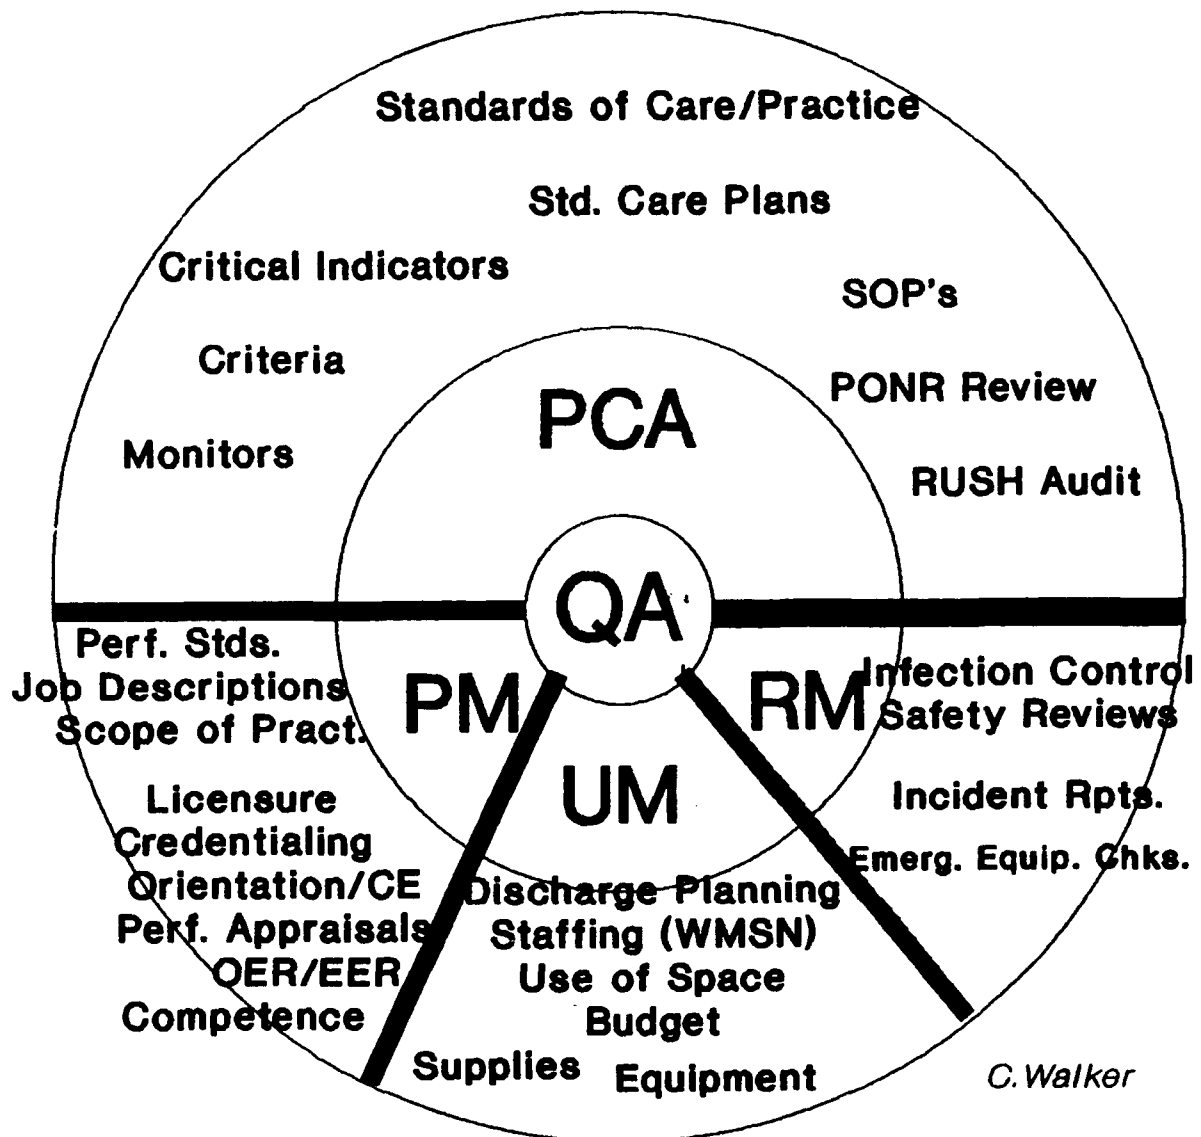 Standards of Care/Practice
Std. Care Plans
Critical Indicators
SOP's
Criteria
PONR Review
PCA
Monitors
RUSH Audit
QA
Perf. Stds.
Job Descriptions
Scope of Pract.
PM
RM
Infection Control
Safety Reviews
UM
Licensure
Credentialing
Orientation/CE
Perf. Appraisals
OER/EER
Competence
Incident Rpts.
Emerg. Equip. Chks.
Discharge Planning
Staffing (WMSN)
Use of Space
Budget
Supplies
Equipment
C.Walker